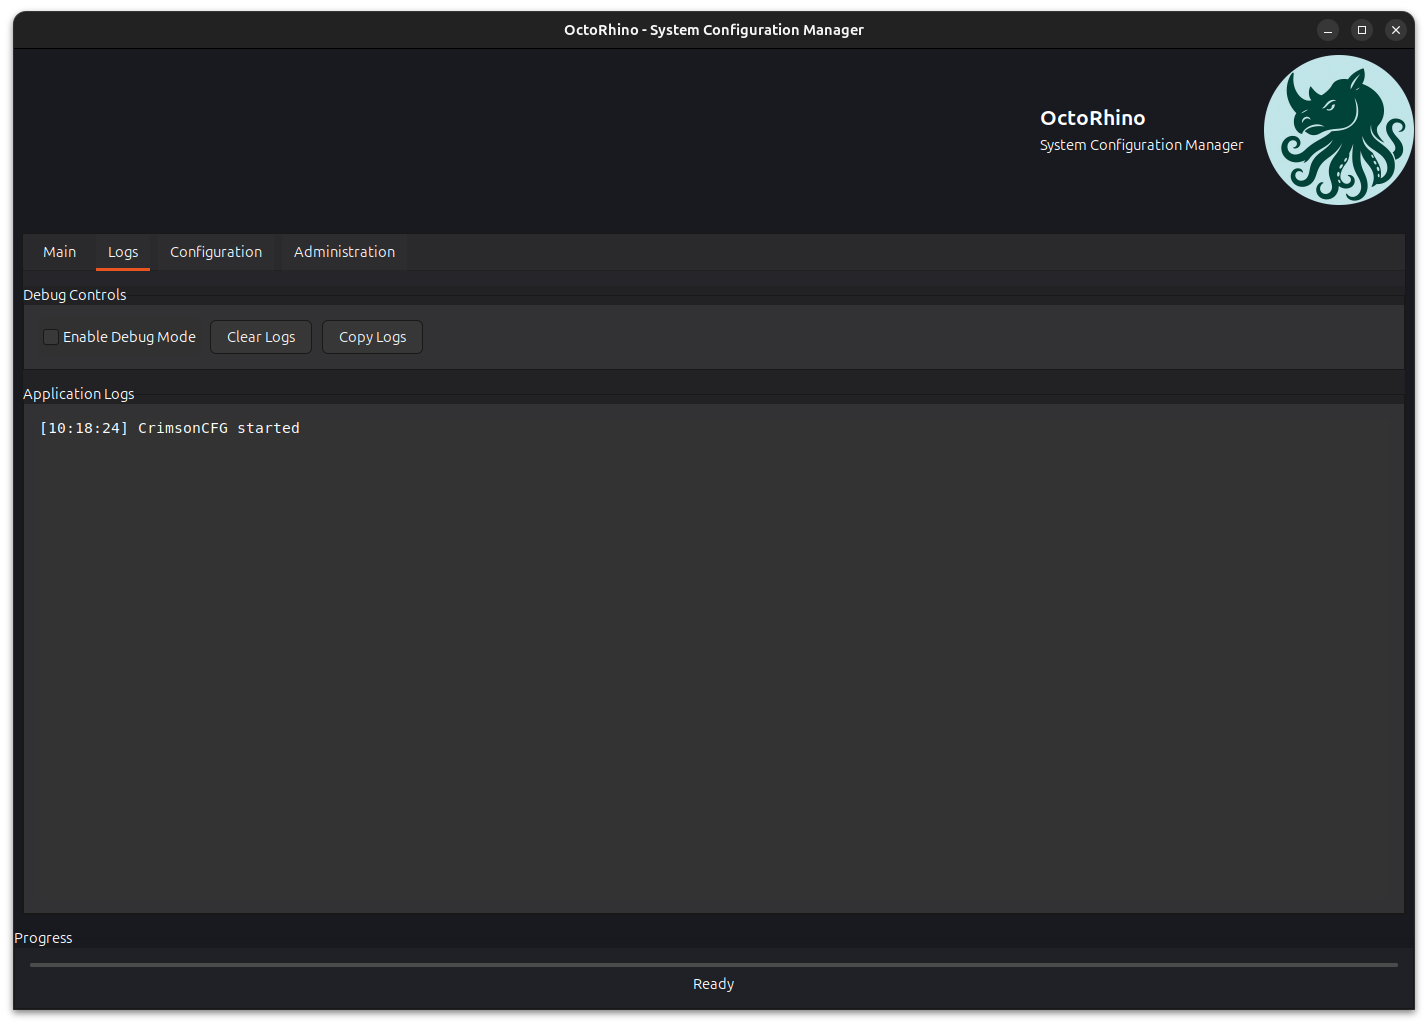 OctoRhino - System Configuration Manager
OctoRhino
System Configuration Manager
Main Logs Configuration Administration
Debug Controls
Enable Debug Mode Clear Logs Copy Logs
Application Logs
[10:18:24] CrimsonCFG started
Progress
Ready